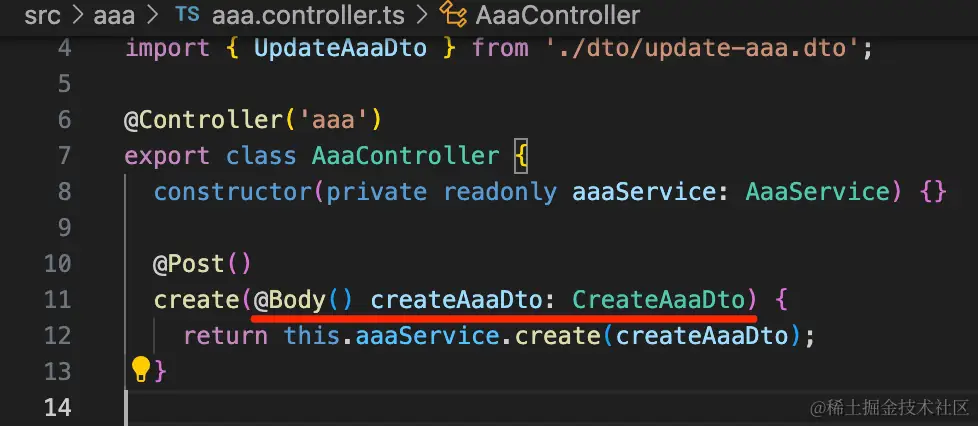 src > aaa > TS aaa.controller.ts > AaaController
4 import { UpdateAaaDto } from './dto/update-aaa.dto';
5
6 @Controller('aaa')
7 export class AaaController {
8 constructor(private readonly aaaService: AaaService) {}
9
10 @Post()
11 create(@Body() createAaaDto: CreateAaaDto) {
12 return this.aaaService.create(createAaaDto);
13 }
14
@稀土掘金技术社区